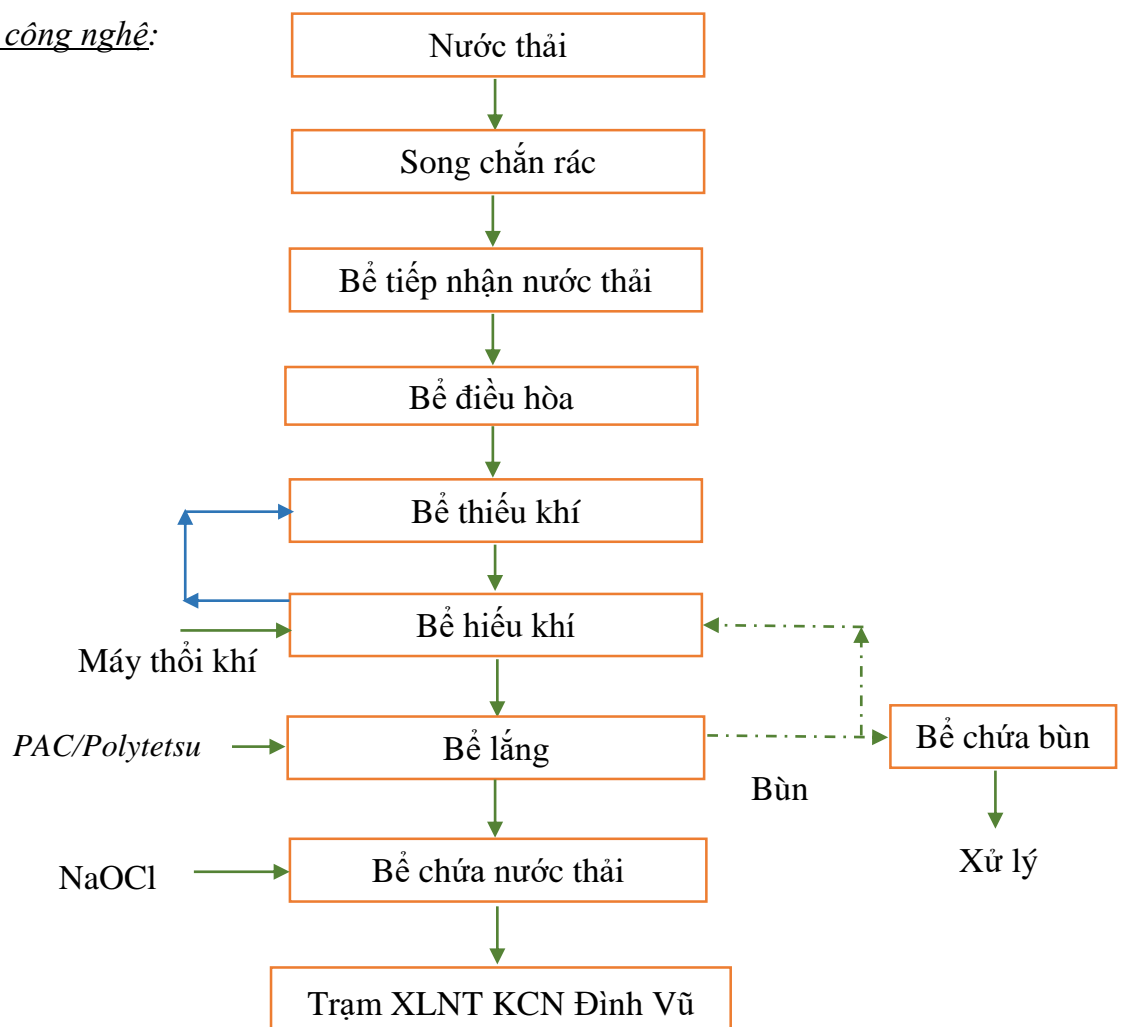 công nghệ:
Nước thải
Song chắn rác
Bể tiếp nhận nước thải
Bể điều hòa
Bể thiếu khí
Bể hiếu khí
Máy thổi khí
PAC/Polytetsu
Bể lắng
Bùn
Bể chứa bùn
Xử lý
NaOCl
Bể chứa nước thải
Trạm XLNT KCN Đình Vũ